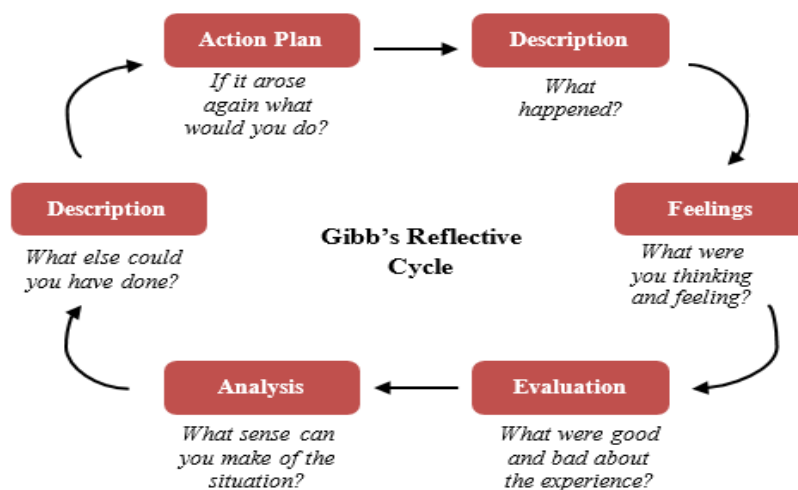 Action Plan
If it arose
again what
would you do?
Description
What
happened?
Feelings
What were
you thinking
and feeling?
Evaluation
What were good
and bad about
the experience?
Analysis
What sense can
you make of the
situation?
Description
What else could
you have done?
Gibb's Reflective
Cycle